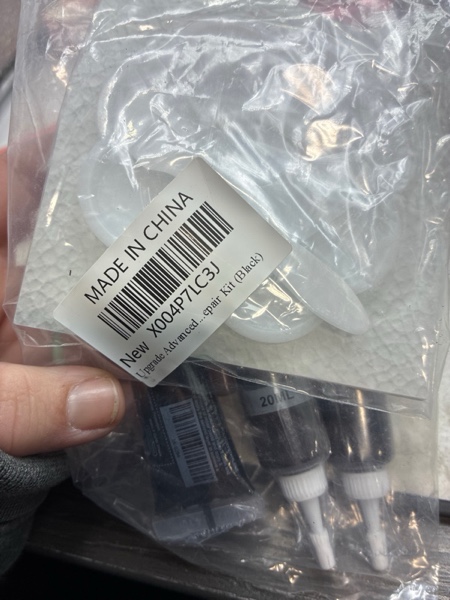 MADE IN CHINA
X004P7LC3J
New
Upgrade Advanced...epair Kit (Black)
20ML